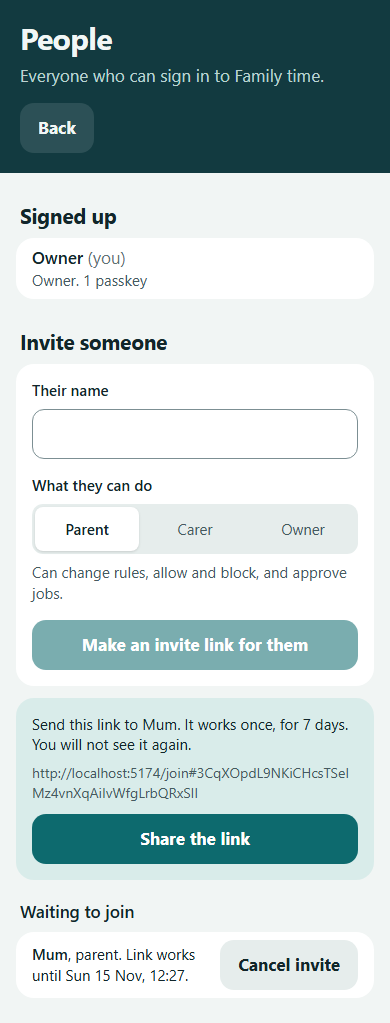 People
Everyone who can sign in to Family time.
Back
Signed up
Owner (you)
Owner. 1 passkey
Invite someone
Their name
What they can do
Parent
Carer
Owner
Can change rules, allow and block, and approve
jobs.
Make an invite link for them
Send this link to Mum. It works once, for 7 days.
You will not see it again.
http://localhost:5174/join#3CqXOpdL9NKiCHcsTSeI
Mz4vnXqAiIvWfgLrbQRxSlI
Share the link
Waiting to join
Mum, parent. Link works
until Sun 15 Nov, 12:27.
Cancel invite